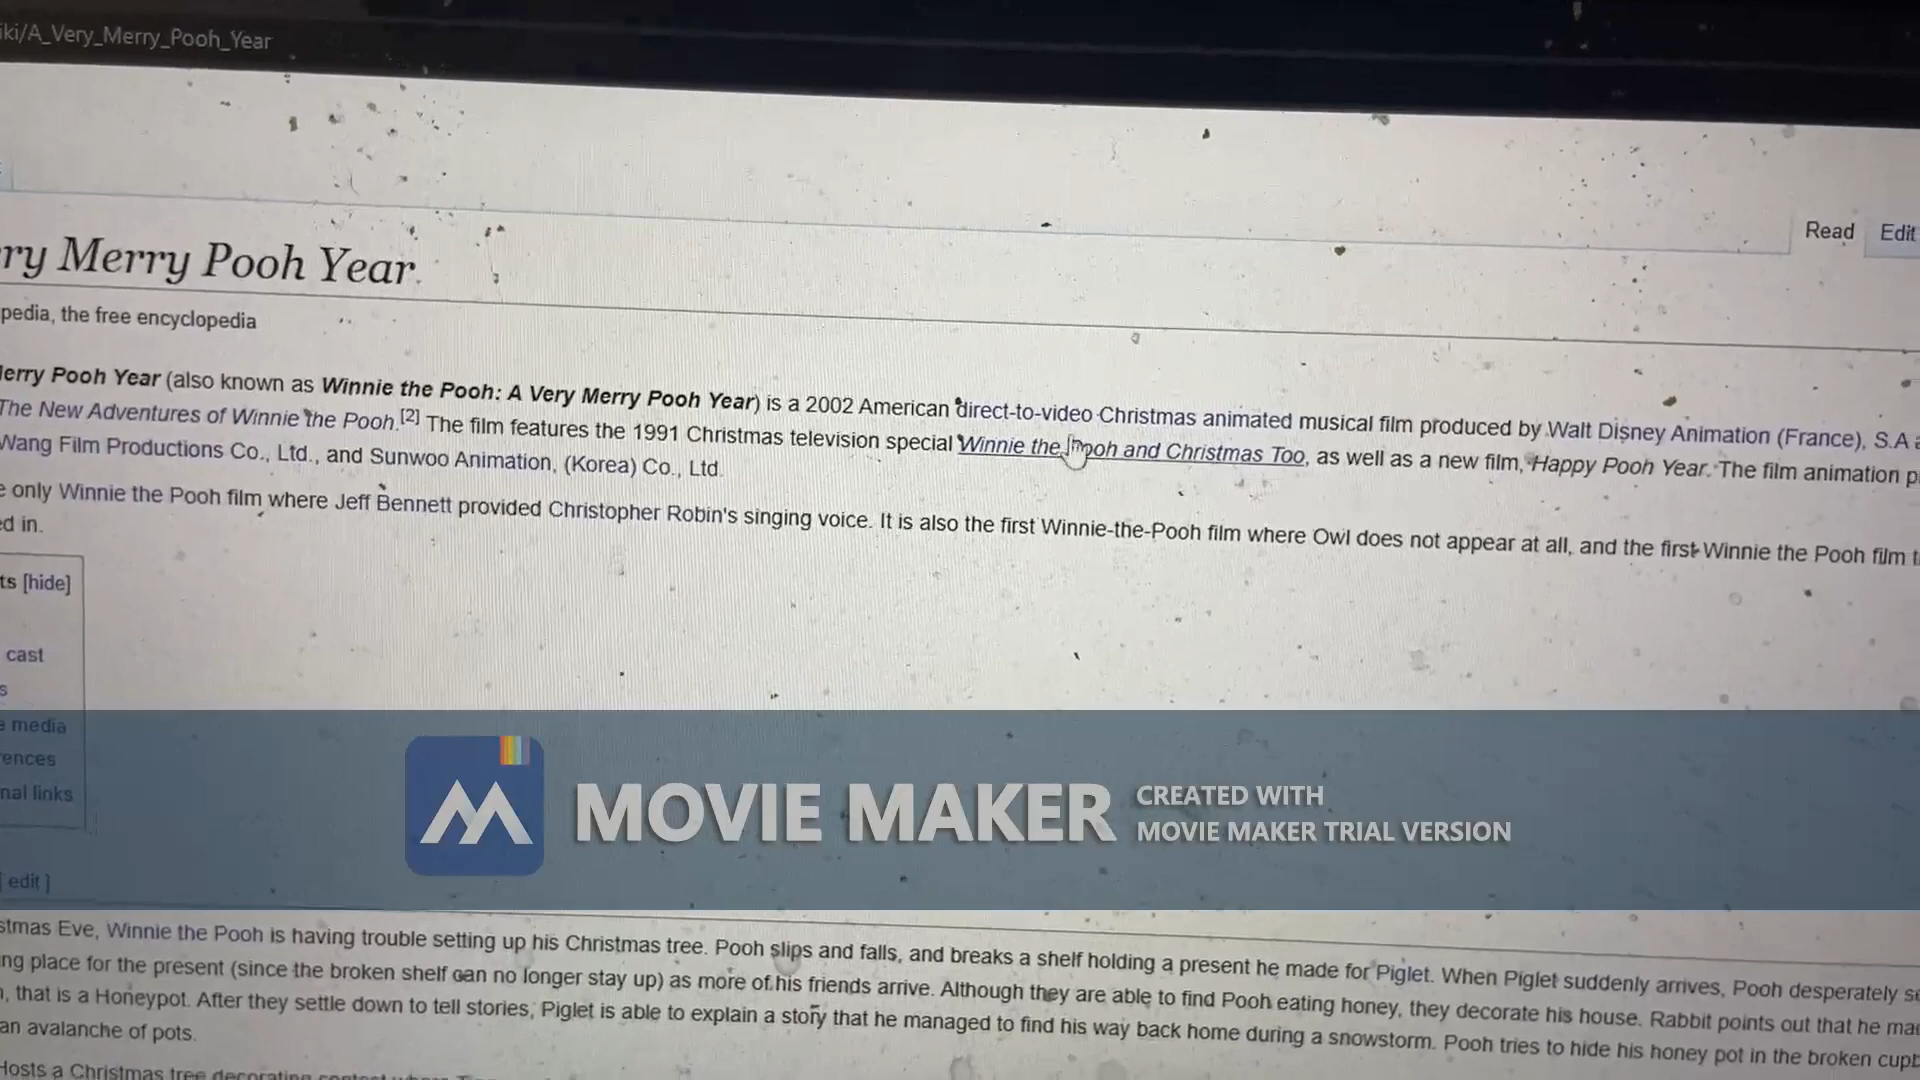 iki/A_Very_Merry_Pooh_Year
Read Edit
ry Merry Pooh Year
pedia, the free encyclopedia
erry Pooh Year (also known as Winnie the Pooh: A Very Merry Pooh Year) is a 2002 American direct-to-video Christmas animated musical film produced by Walt Disney Animation (France), S.A a
The New Adventures of Winnie the Pooh.[2] The film features the 1991 Christmas television special Winnie the Pooh and Christmas Too, as well as a new film, Happy Pooh Year. The film animation p
Wang Film Productions Co., Ltd., and Sunwoo Animation, (Korea) Co., Ltd.
e only Winnie the Pooh film where Jeff Bennett provided Christopher Robin's singing voice. It is also the first Winnie-the-Pooh film where Owl does not appear at all, and the first Winnie the Pooh film t
ed in.
ts [hide]
cast
s
e media
ences
nal links
MOVIE MAKER
CREATED WITH
MOVIE MAKER TRIAL VERSION
[ edit ]
stmas Eve, Winnie the Pooh is having trouble setting up his Christmas tree. Pooh slips and falls, and breaks a shelf holding a present he made for Piglet. When Piglet suddenly arrives, Pooh desperately s
ng place for the present (since the broken shelf can no longer stay up) as more of his friends arrive. Although they are able to find Pooh eating honey, they decorate his house. Rabbit points out that he ma
, that is a Honeypot. After they settle down to tell stories, Piglet is able to explain a story that he managed to find his way back home during a snowstorm. Pooh tries to hide his honey pot in the broken cupb
an avalanche of pots.
Hosts a Christmas tree decorating contest